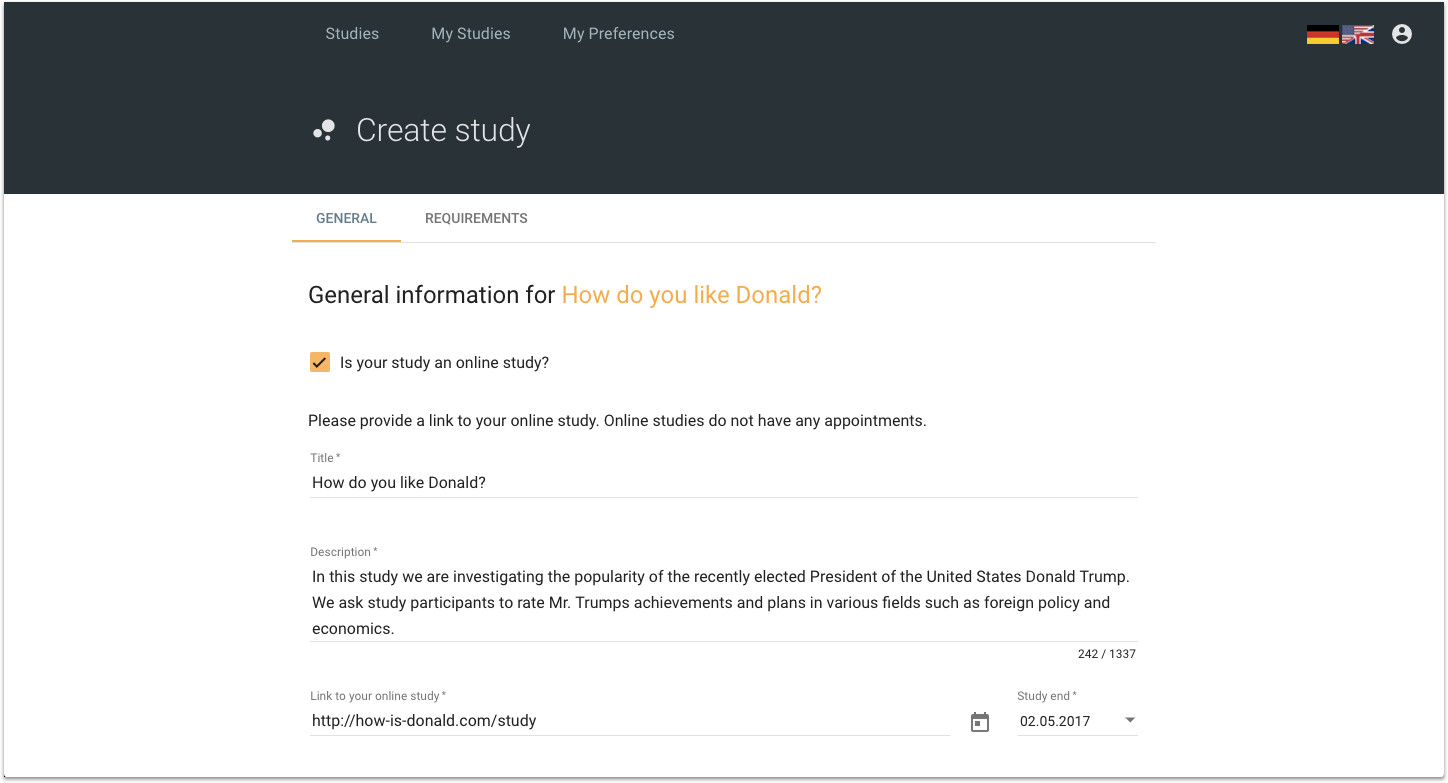 Studies My Studies My Preferences
Create study
GENERAL REQUIREMENTS
General information for How do you like Donald?
Is your study an online study?
Please provide a link to your online study. Online studies do not have any appointments.
Title *
How do you like Donald?
Description *
In this study we are investigating the popularity of the recently elected President of the United States Donald Trump.
We ask study participants to rate Mr. Trumps achievements and plans in various fields such as foreign policy and
economics.
242 / 1337
Link to your online study * Study end *
http://how-is-donald.com/study 02.05.2017